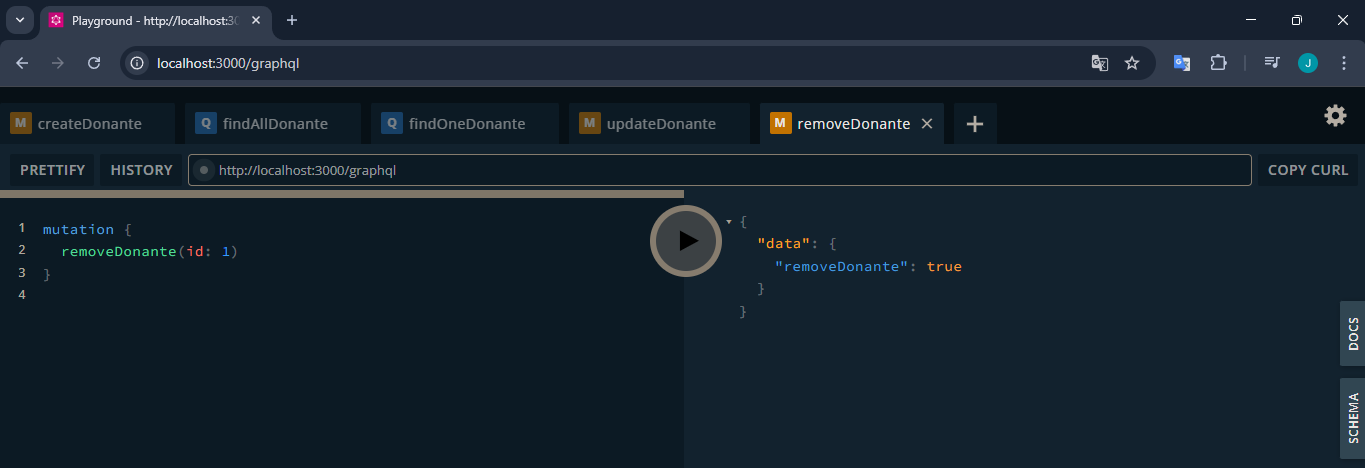 Playground - http://localhost:30
localhost:3000/graphql
M createDonante
Q findAllDonante
Q findOneDonante
M updateDonante
M removeDonante
PRETTIFY
HISTORY
http://localhost:3000/graphql
COPY CURL
1 mutation {
2 removeDonante(id: 1)
3 }
4
{
"data": {
"removeDonante": true
}
}
DOCS
SCHEMA
J